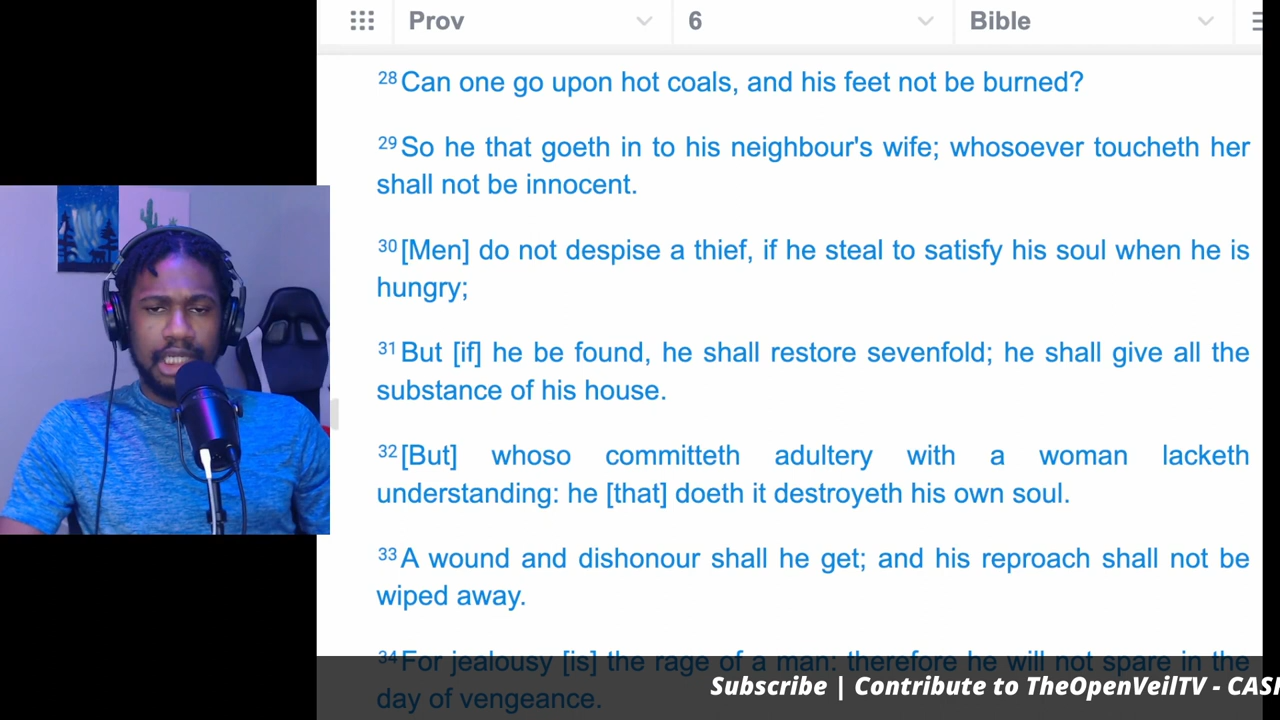 Prov 6 Bible
28 Can one go upon hot coals, and his feet not be burned?
29 So he that goeth in to his neighbour's wife; whosoever toucheth her
shall not be innocent.
30 [Men] do not despise a thief, if he steal to satisfy his soul when he is
hungry;
31 But [if] he be found, he shall restore sevenfold; he shall give all the
substance of his house.
32 [But] whoso committeth adultery with a woman lacketh
understanding: he [that] doeth it destroyeth his own soul.
33 A wound and dishonour shall he get; and his reproach shall not be
wiped away.
34 For jealousy [is] the rage of a man: therefore he will not spare in the
day of vengeance.
Subscribe | Contribute to TheOpenVeilTV - CASH